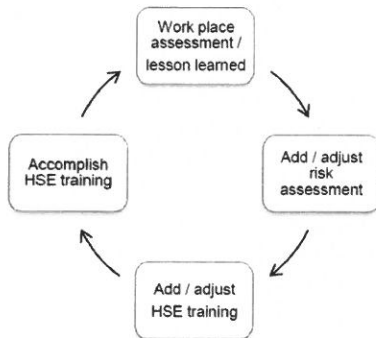 Work place
assessment /
lesson learned
Add / adjust
risk
assessment
Add / adjust
HSE training
Accomplish
HSE training